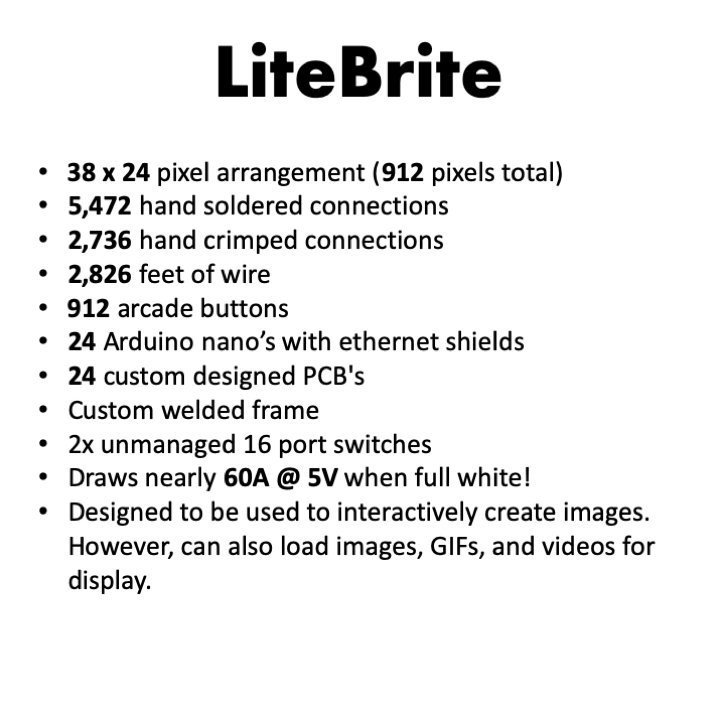 LiteBrite
• 38 x 24 pixel arrangement (912 pixels total)
• 5,472 hand soldered connections
• 2,736 hand crimped connections
• 2,826 feet of wire
• 912 arcade buttons
• 24 Arduino nano’s with ethernet shields
• 24 custom designed PCB's
• Custom welded frame
• 2x unmanaged 16 port switches
• Draws nearly 60A @ 5V when full white!
• Designed to be used to interactively create images.
However, can also load images, GIFs, and videos for
display.